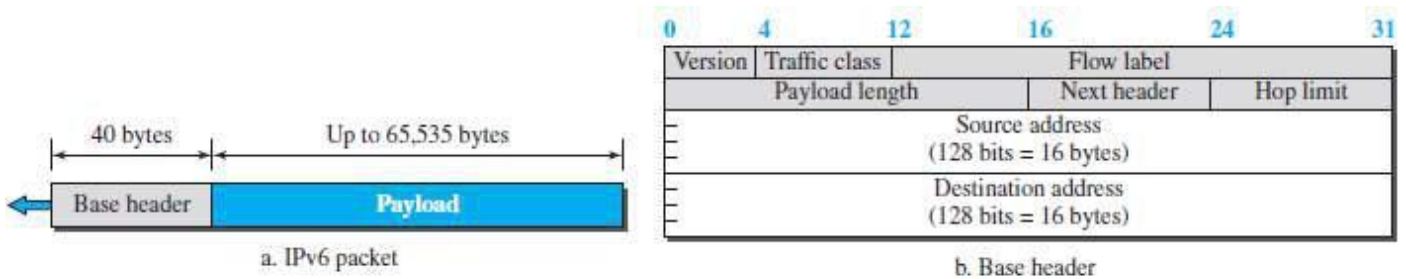 40 bytes
Up to 65,535 bytes
Base header
Payload
a. IPv6 packet
0 4 12 16 24 31
Version Traffic class Flow label
Payload length Next header Hop limit
Source address
(128 bits = 16 bytes)
Destination address
(128 bits = 16 bytes)
b. Base header